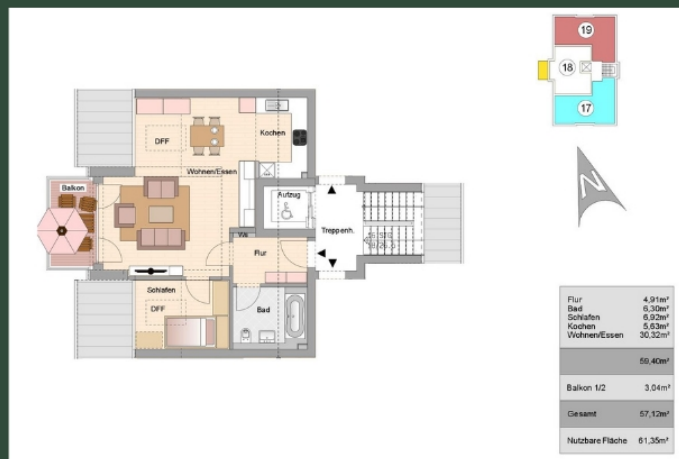 19
18
17
Kochen
DFF
Wohnen/Essen
Balkon
Aufzug
Treppenh.
Flur
Schlafen
DFF
Bad
N
Flur 4,91m²
Bad 6,30m²
Schlafen 6,92m²
Kochen 5,63m²
Wohnen/Essen 30,32m²
59,40m²
Balkon 1/2 3,04m²
Gesamt 57,12m²
Nutzbare Fläche 61,35m²